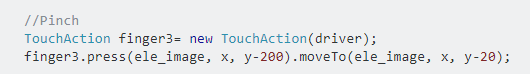 //Pinch
TouchAction finger3= new TouchAction(driver);
finger3.press(ele_image, x, y-200).moveTo(ele_image, x, y-20);